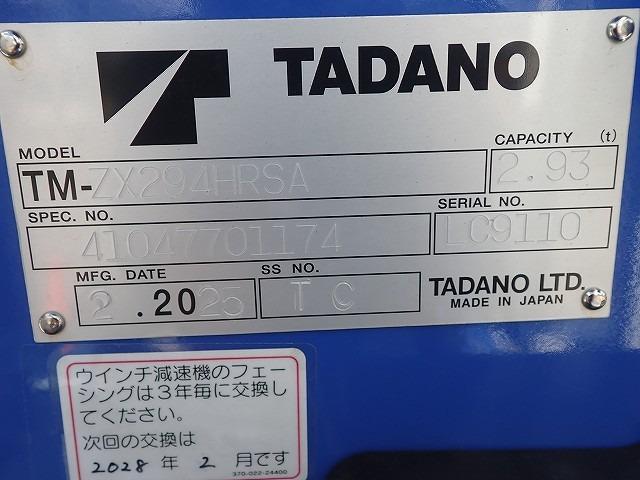 TADANO
MODEL
CAPACITY (t)
TM-ZX294HRSA
2.93
SPEC. NO.
SERIAL NO.
41047701174
LC9110
MFG. DATE
SS NO.
2 .2025
TC
TADANO LTD.
MADE IN JAPAN
ウインチ減速機のフェー
シングは3年毎に交換し
てください。
次回の交換は
2028 年 2 月です
370-022-24400